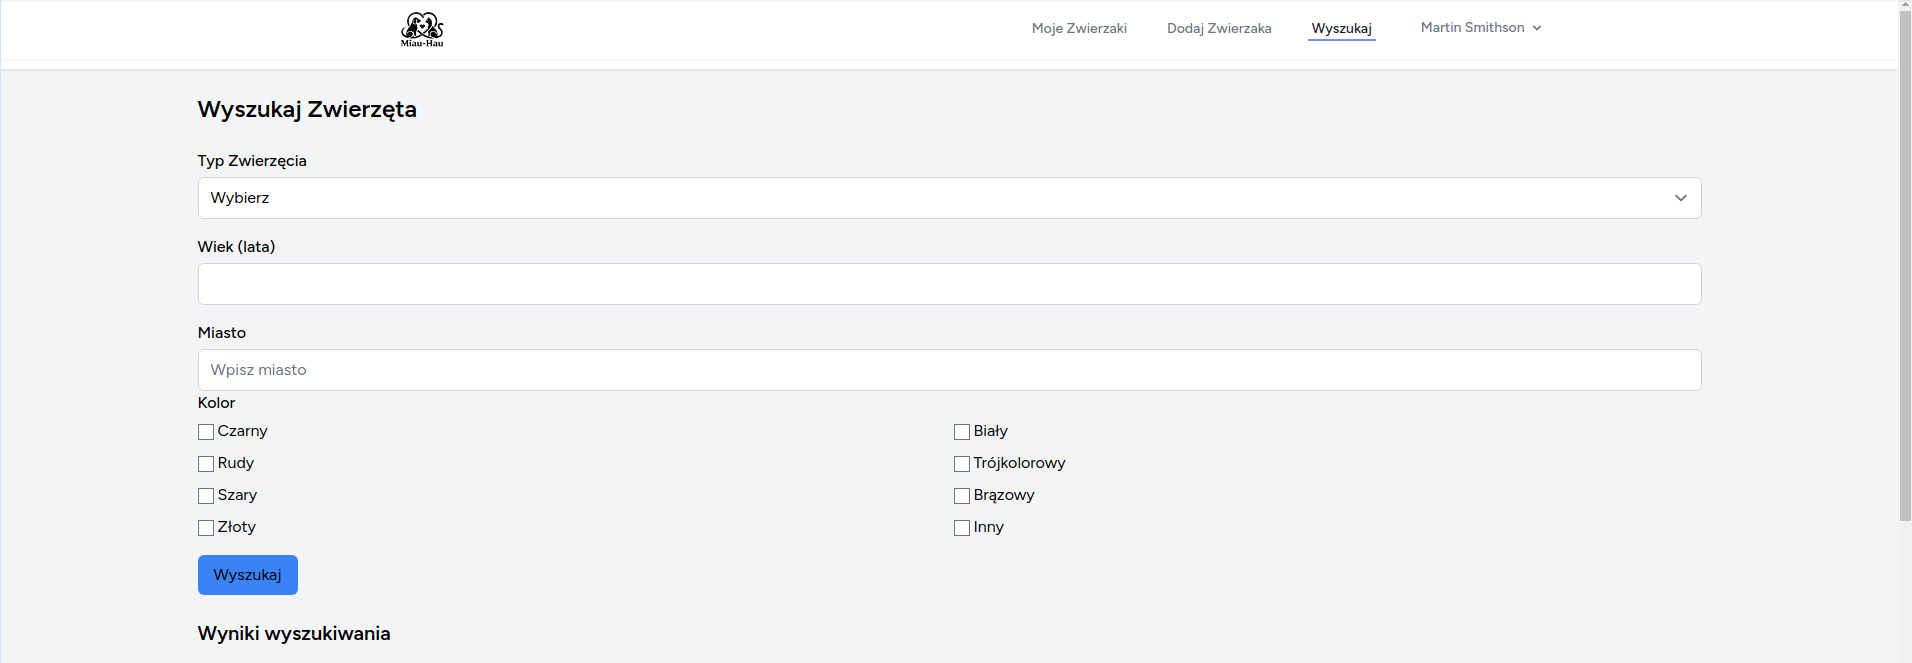 Miau-Hau
Moje Zwierzaki Dodaj Zwierzaka Wyszukaj Martin Smithson
Wyszukaj Zwierzęta
Typ Zwierzęcia
Wybierz
Wiek (lata)
Miasto
Wpisz miasto
Kolor
Czarny Biały
Rudy Trójkolorowy
Szary Brązowy
Złoty Inny
Wyszukaj
Wyniki wyszukiwania